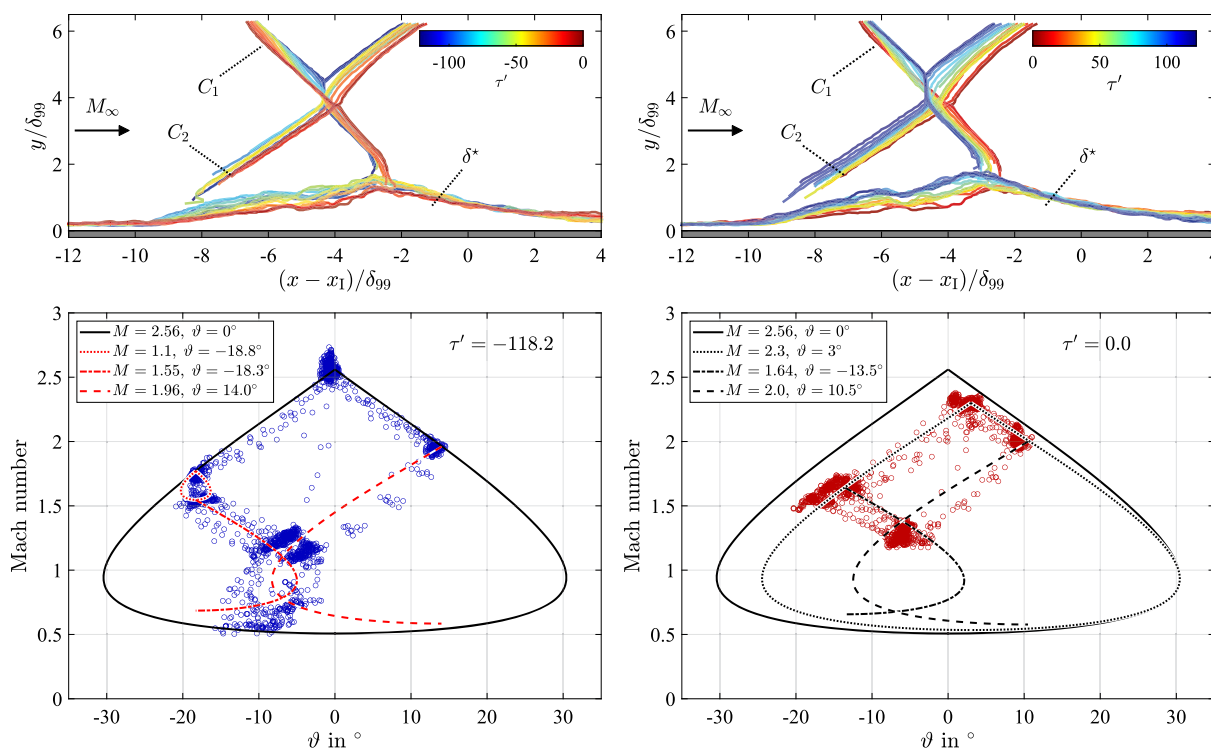 6
4
2
0
y/δ99
C1
M∞
C2
δ⋆
-100 -50 0
τ′
-12 -10 -8 -6 -4 -2 0 2 4
(x − xI)/δ99
6
4
2
0
y/δ99
C1
M∞
C2
δ⋆
0 50 100
τ′
-12 -10 -8 -6 -4 -2 0 2 4
(x − xI)/δ99
3
2.5
2
1.5
1
0.5
0
Mach number
M = 2.56, ϑ = 0°
M = 1.1, ϑ = −18.8°
M = 1.55, ϑ = −18.3°
M = 1.96, ϑ = 14.0°
τ′ = −118.2
-30 -20 -10 0 10 20 30
ϑ in °
3
2.5
2
1.5
1
0.5
0
Mach number
M = 2.56, ϑ = 0°
M = 2.3, ϑ = 3°
M = 1.64, ϑ = −13.5°
M = 2.0, ϑ = 10.5°
τ′ = 0.0
-30 -20 -10 0 10 20 30
ϑ in °